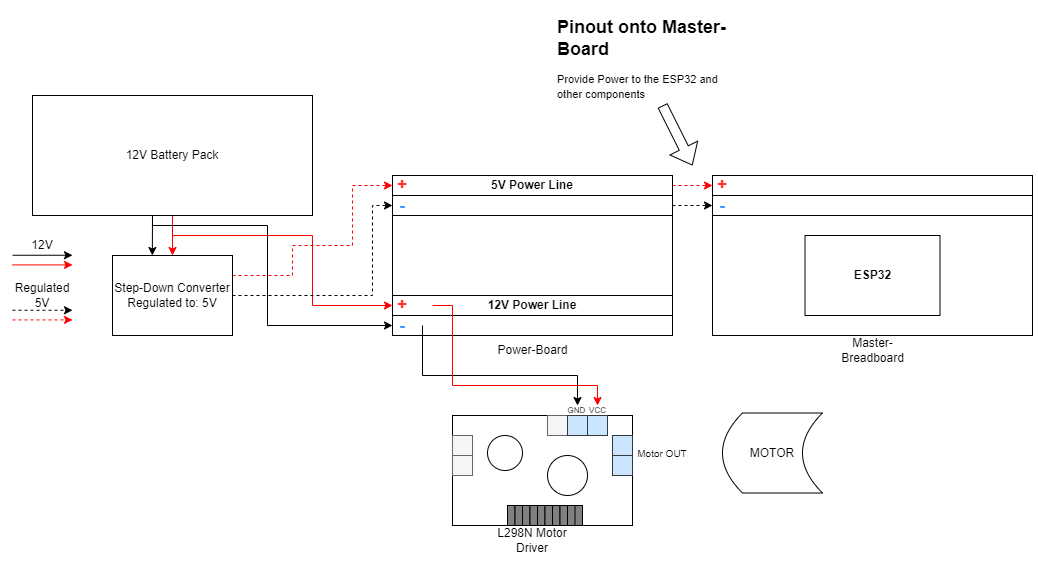 Pinout onto Master-
Board
Provide Power to the ESP32 and
other components
12V Battery Pack
+ 5V Power Line
-
+
-
12V
Regulated
5V
Step-Down Converter
Regulated to: 5V
ESP32
+ 12V Power Line
-
Power-Board
Master-
Breadboard
GND VCC
Motor OUT
MOTOR
L298N Motor
Driver